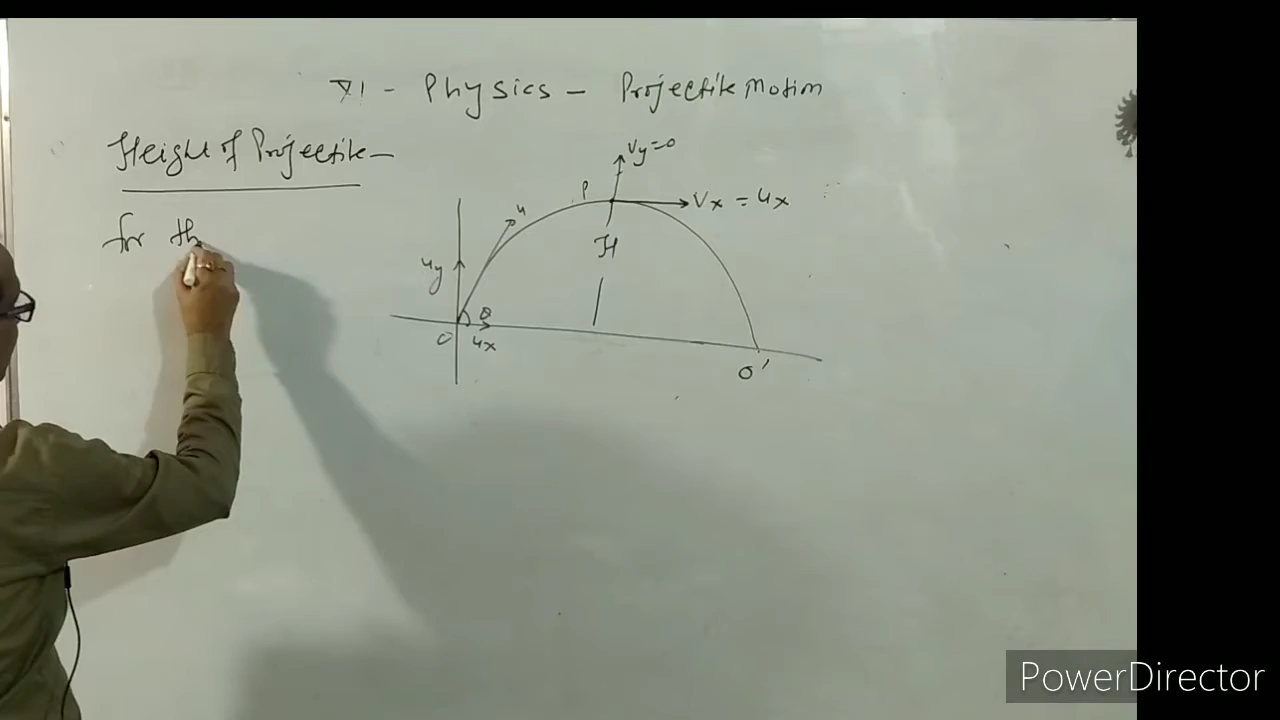 XI - Physics - Projectile Motion
Height of Projectile -
for th
Vy=0
P
Vx = ux
u
H
uy
θ
O
ux
O'
PowerDirector